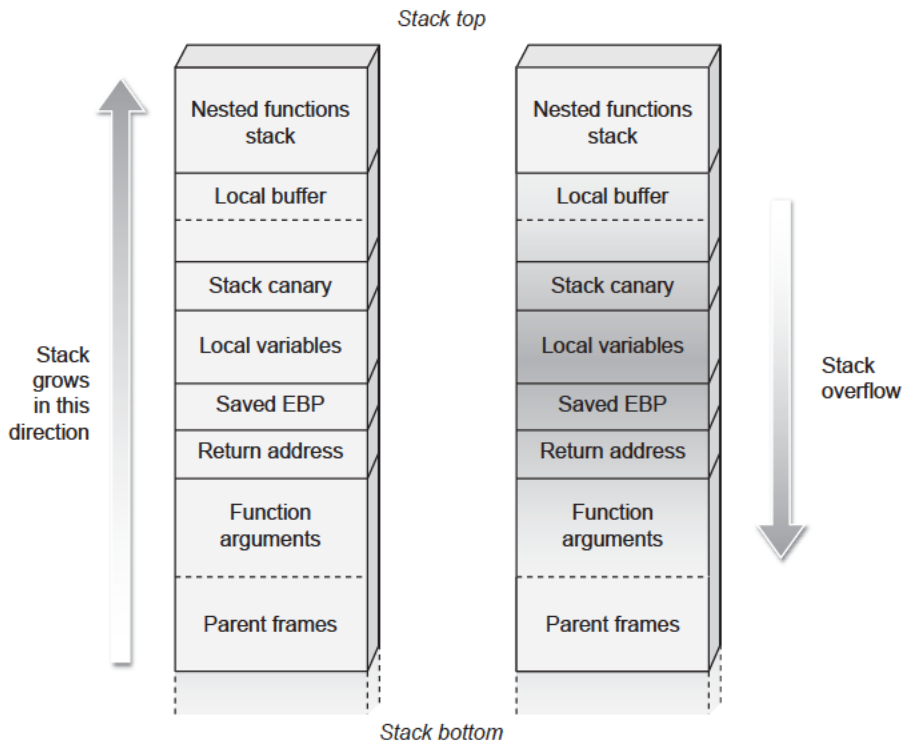 Stack top
Nested functions
stack
Local buffer
Stack canary
Local variables
Saved EBP
Return address
Function
arguments
Parent frames
Stack
grows
in this
direction
Nested functions
stack
Local buffer
Stack canary
Local variables
Saved EBP
Return address
Function
arguments
Parent frames
Stack
overflow
Stack bottom